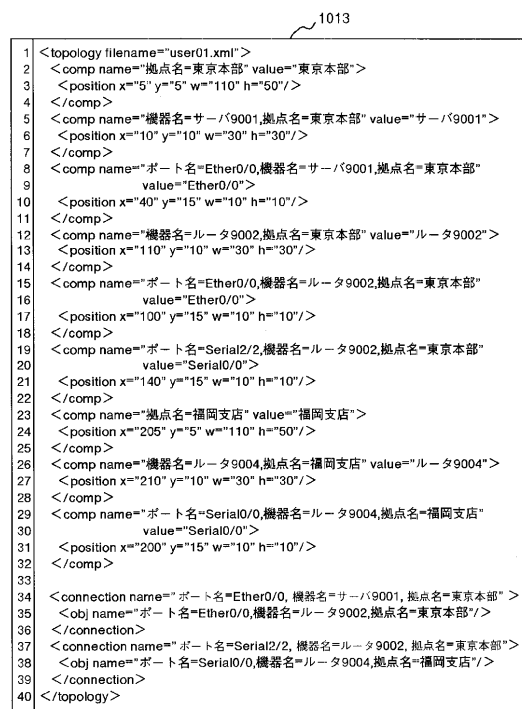 1013
1 <topology filename="user01.xml">
2 <comp name="拠点名=東京本部" value="東京本部">
3 <position x="5" y="5" w="110" h="50"/>
4 </comp>
5 <comp name="機器名=サーバ9001,拠点名=東京本部" value="サーバ9001">
6 <position x="10" y="10" w="30" h="30"/>
7 </comp>
8 <comp name="ポート名=Ether0/0,機器名=サーバ9001,拠点名=東京本部"
9 value="Ether0/0">
10 <position x="40" y="15" w="10" h="10"/>
11 </comp>
12 <comp name="機器名=ルータ9002,拠点名=東京本部" value="ルータ9002">
13 <position x="110" y="10" w="30" h="30"/>
14 </comp>
15 <comp name="ポート名=Ether0/0,機器名=ルータ9002,拠点名=東京本部"
16 value="Ether0/0">
17 <position x="100" y="15" w="10" h="10"/>
18 </comp>
19 <comp name="ポート名=Serial2/2,機器名=ルータ9002,拠点名=東京本部"
20 value="Serial0/0">
21 <position x="140" y="15" w="10" h="10"/>
22 </comp>
23 <comp name="拠点名=福岡支店" value="福岡支店">
24 <position x="205" y="5" w="110" h="50"/>
25 </comp>
26 <comp name="機器名=ルータ9004,拠点名=福岡支店" value="ルータ9004">
27 <position x="210" y="10" w="30" h="30"/>
28 </comp>
29 <comp name="ポート名=Serial0/0,機器名=ルータ9004,拠点名=福岡支店"
30 value="Serial0/0">
31 <position x="200" y="15" w="10" h="10"/>
32 </comp>
33
34 <connection name="ポート名=Ether0/0, 機器名=サーバ9001, 拠点名=東京本部" >
35 <obj name="ポート名=Ether0/0,機器名=ルータ9002,拠点名=東京本部"/>
36 </connection>
37 <connection name="ポート名=Serial2/2, 機器名=ルータ9002, 拠点名=東京本部">
38 <obj name="ポート名=Serial0/0,機器名=ルータ9004,拠点名=福岡支店"/>
39 </connection>
40 </topology>